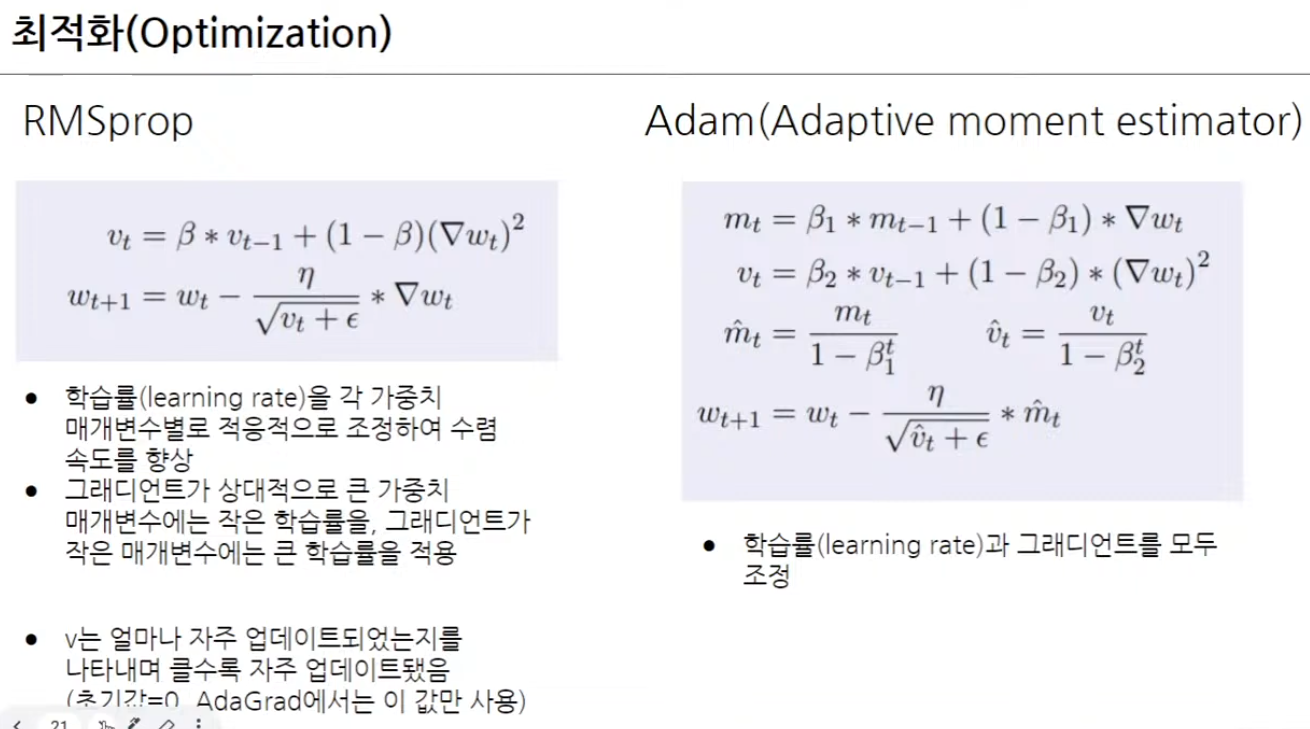 최적화(Optimization)
RMSprop
v_t = β * v_{t−1} + (1 − β)(∇w_t)^2
w_{t+1} = w_t − η / √(v_t + ϵ) * ∇w_t
● 학습률(learning rate)을 각 가중치
매개변수별로 적응적으로 조정하여 수렴
속도를 향상
● 그래디언트가 상대적으로 큰 가중치
매개변수에는 작은 학습률을, 그래디언트가
작은 매개변수에는 큰 학습률을 적용
● v는 얼마나 자주 업데이트되었는지를
나타내며 클수록 자주 업데이트됐음
(초기값=0, AdaGrad에서는 이 값만 사용)
Adam(Adaptive moment estimator)
m_t = β_1 * m_{t−1} + (1 − β_1) * ∇w_t
v_t = β_2 * v_{t−1} + (1 − β_2) * (∇w_t)^2
m̂_t = m_t / (1 − β_1^t) v̂_t = v_t / (1 − β_2^t)
w_{t+1} = w_t − η / √(v̂_t + ϵ) * m̂_t
● 학습률(learning rate)과 그래디언트를 모두
조정
21